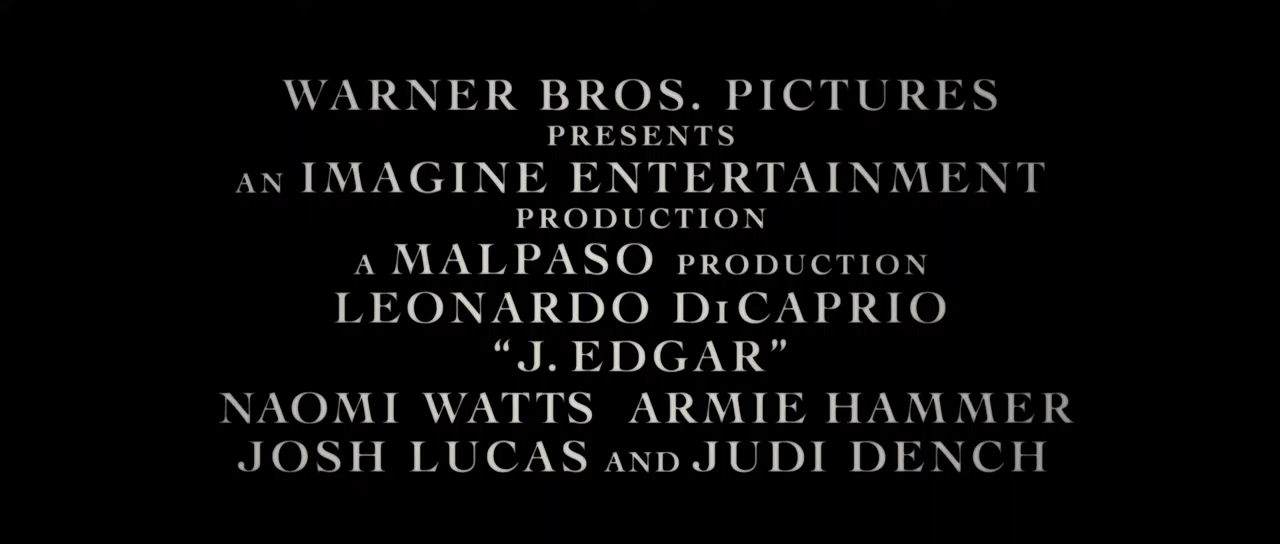 WARNER BROS. PICTURES
PRESENTS
AN IMAGINE ENTERTAINMENT
PRODUCTION
A MALPASO PRODUCTION
LEONARDO DiCAPRIO
“J. EDGAR”
NAOMI WATTS ARMIE HAMMER
JOSH LUCAS AND JUDI DENCH